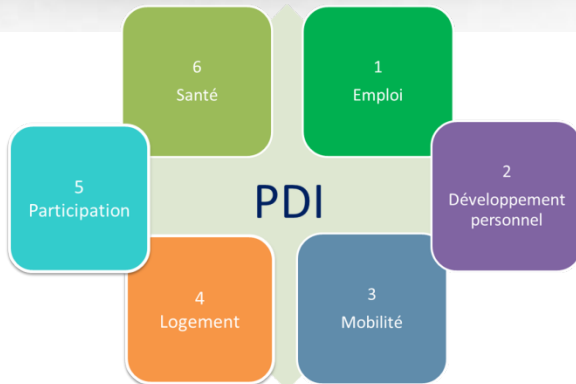 6
Santé
1
Emploi
5
Participation
PDI
2
Développement
personnel
4
Logement
3
Mobilité